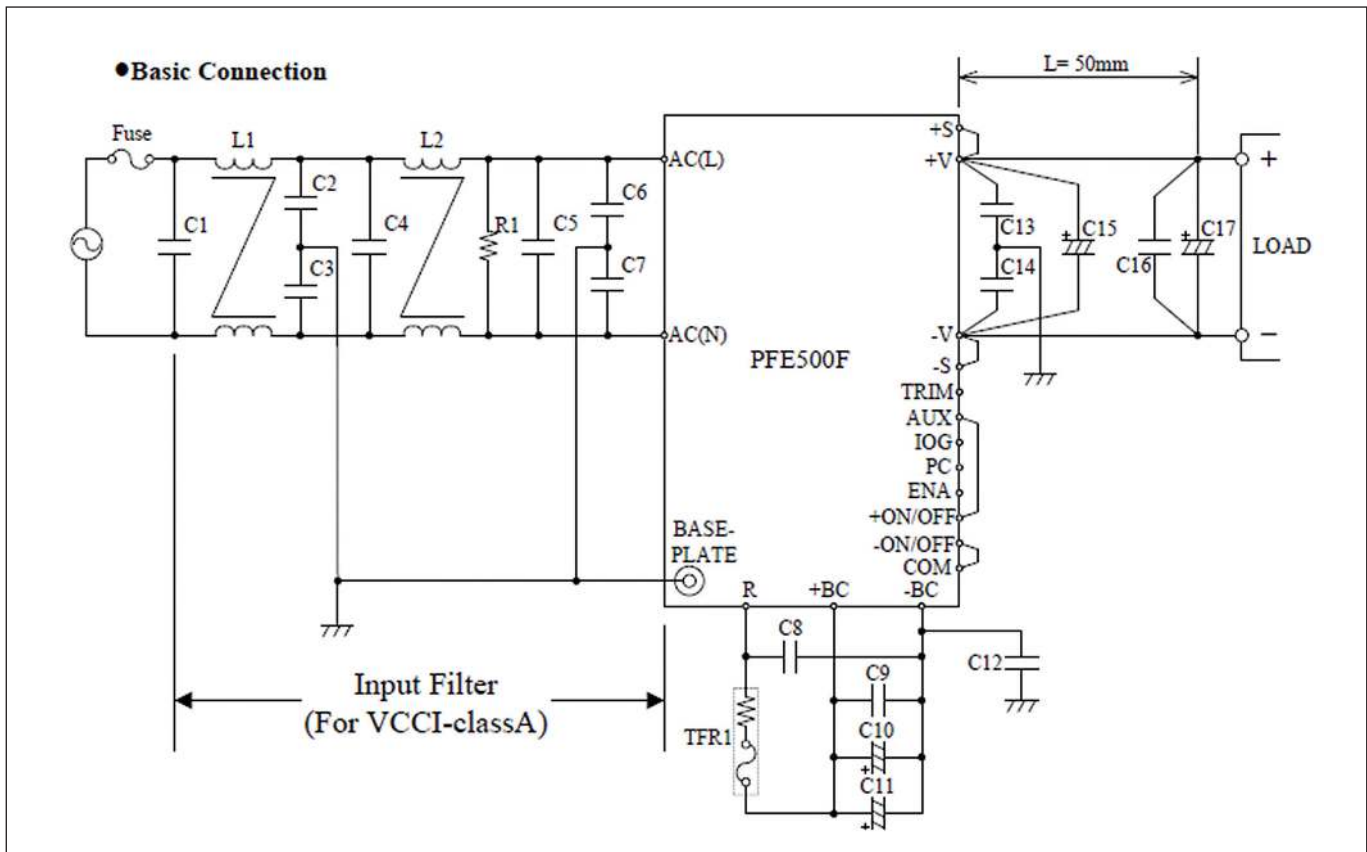 ●Basic Connection
L= 50mm
Fuse
L1
L2
+S
+V
AC(L)
+
C1
C2
C3
C4
R1
C5
C6
C7
C13
C14
+
C15
C16
+
C17
LOAD
AC(N)
-V
−
PFE500F
-S
TRIM
AUX
IOG
PC
ENA
+ON/OFF
-ON/OFF
COM
BASE-
PLATE
R
+BC
-BC
C8
C12
C9
C10
+
C11
+
TFR1
Input Filter
(For VCCI-classA)